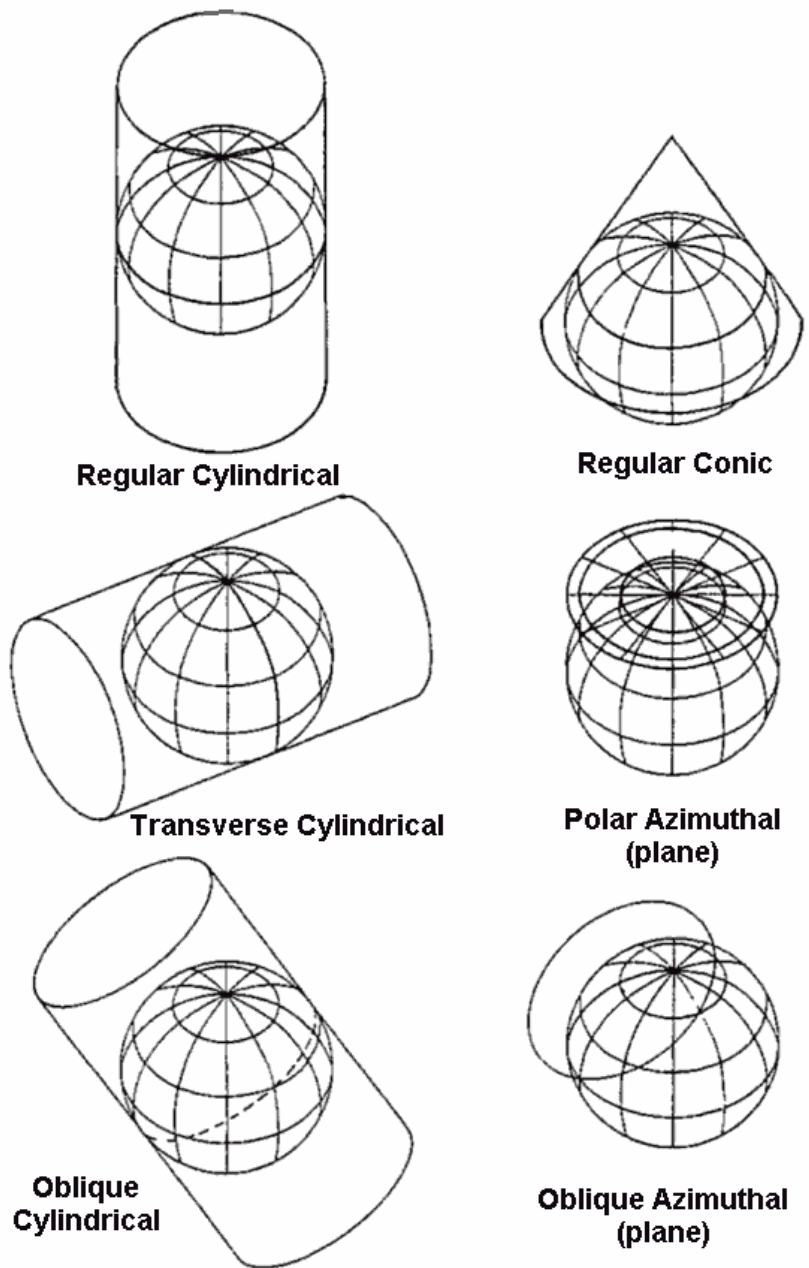 Regular Cylindrical
Regular Conic
Transverse Cylindrical
Polar Azimuthal
(plane)
Oblique
Cylindrical
Oblique Azimuthal
(plane)